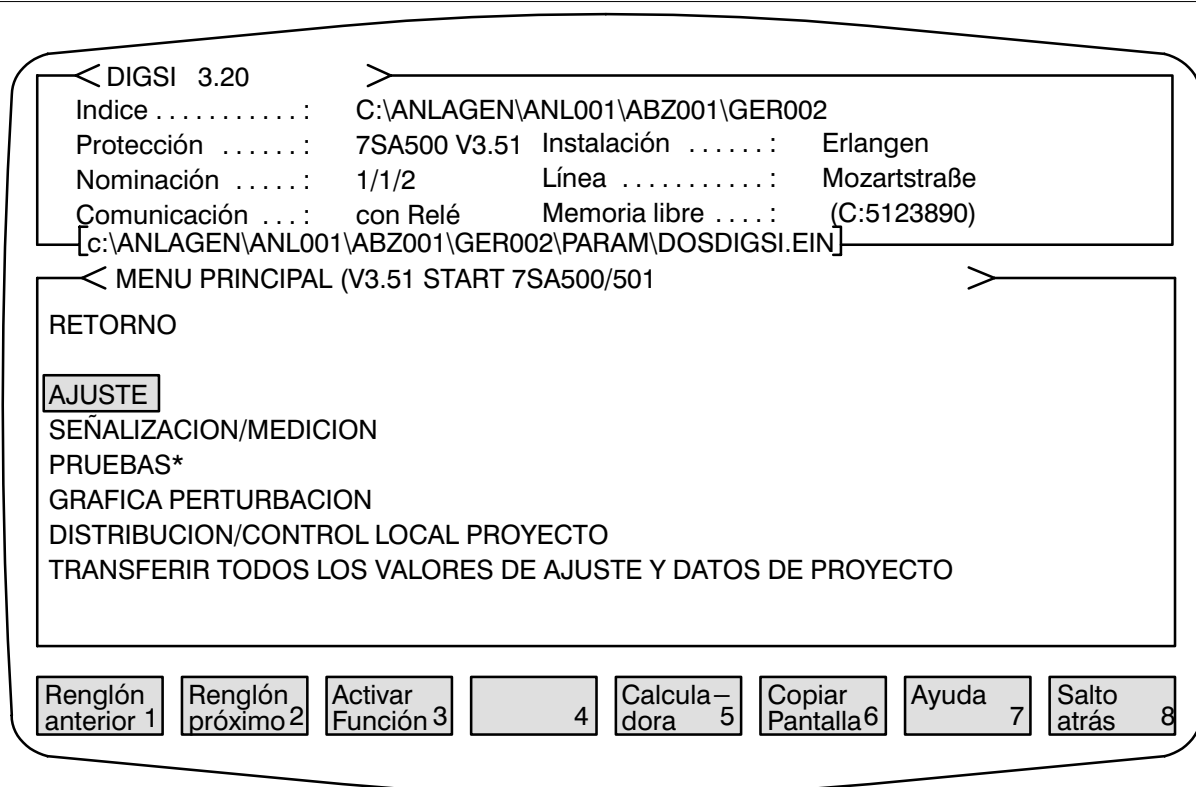 DIGSI 3.20
Indice . . . . . . . . . . . : C:\ANLAGEN\ANL001\ABZ001\GER002
Protección . . . . . . : 7SA500 V3.51 Instalación . . . . . . : Erlangen
Nominación . . . . . : 1/1/2 Línea . . . . . . . . . . . : Mozartstraße
Comunicación . . . : con Relé Memoria libre . . . . : (C:5123890)
[c:\ANLAGEN\ANL001\ABZ001\GER002\PARAM\DOSDIGSI.EIN]
MENU PRINCIPAL (V3.51 START 7SA500/501
RETORNO
AJUSTE
SEÑALIZACION/MEDICION
PRUEBAS*
GRAFICA PERTURBACION
DISTRIBUCION/CONTROL LOCAL PROYECTO
TRANSFERIR TODOS LOS VALORES DE AJUSTE Y DATOS DE PROYECTO
Renglón
anterior 1
Renglón
próximo 2
Activar
Función 3
4
Calcula–
dora 5
Copiar
Pantalla 6
Ayuda
7
Salto
atrás 8